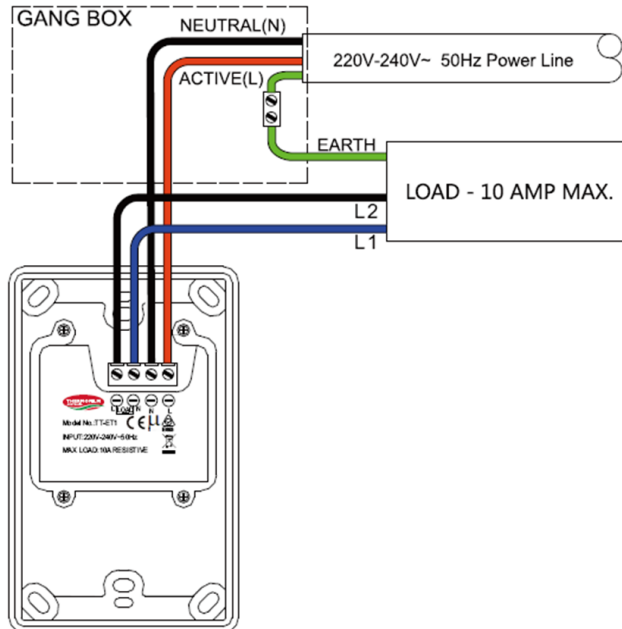 GANG BOX
NEUTRAL(N)
220V-240V~ 50Hz Power Line
ACTIVE(L)
EARTH
LOAD - 10 AMP MAX.
L2
L1
L LOAD N N L
Model No.:TT-ET1
INPUT:220V-240V~50Hz
MAX LOAD:10A RESISTIVE